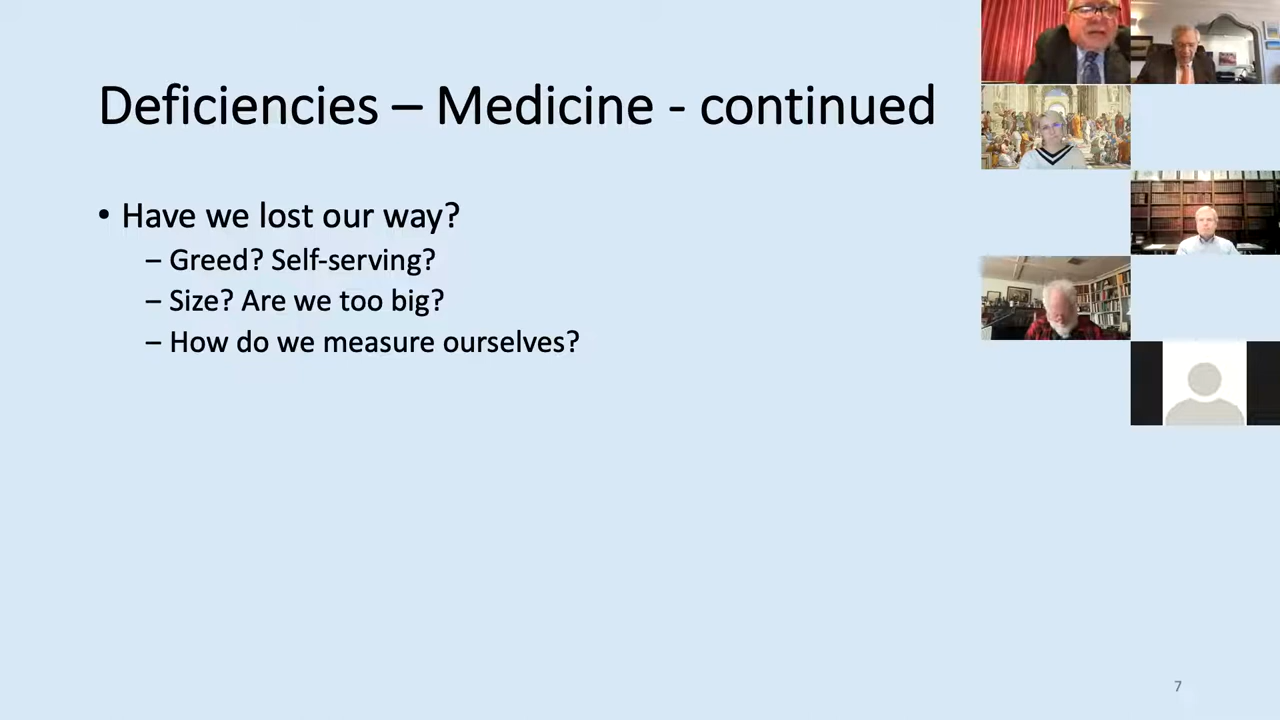 Deficiencies – Medicine - continued
• Have we lost our way?
– Greed? Self-serving?
– Size? Are we too big?
– How do we measure ourselves?
7